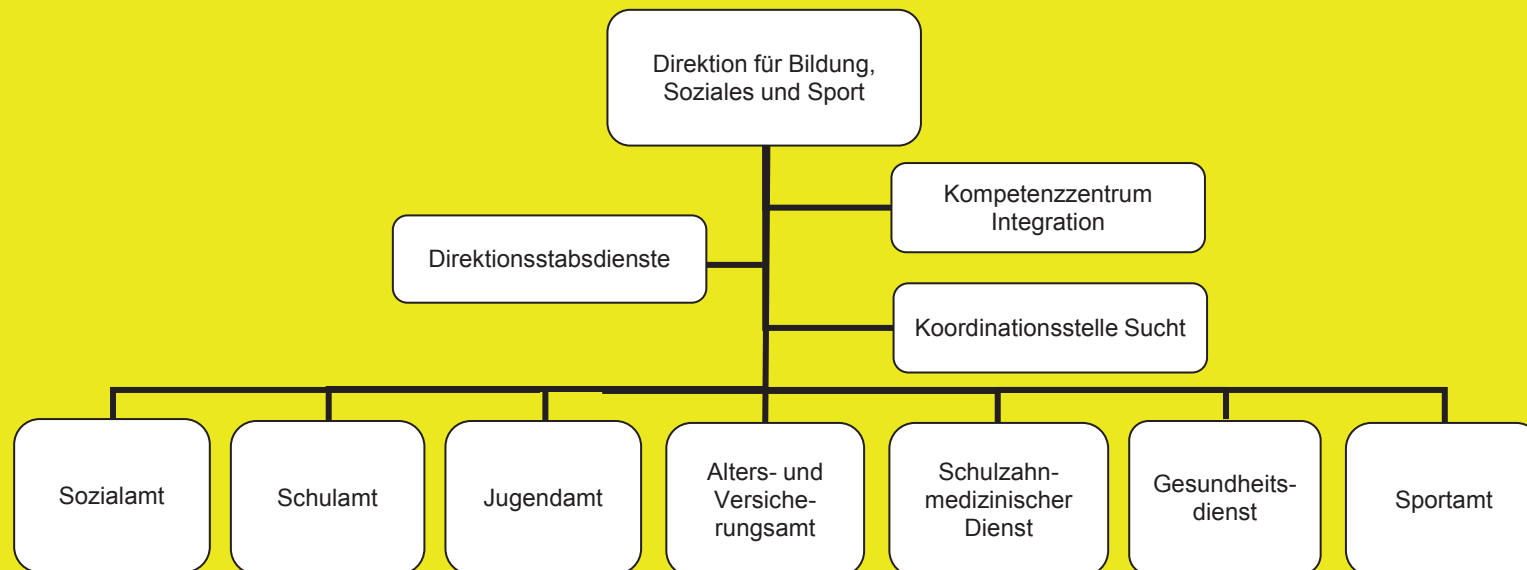 Direktion für Bildung,
Soziales und Sport
Kompetenzzentrum
Integration
Direktionsstabsdienste
Koordinationsstelle Sucht
Sozialamt
Schulamt
Jugendamt
Alters- und
Versiche-
rungsamt
Schulzahn-
medizinischer
Dienst
Gesundheits-
dienst
Sportamt